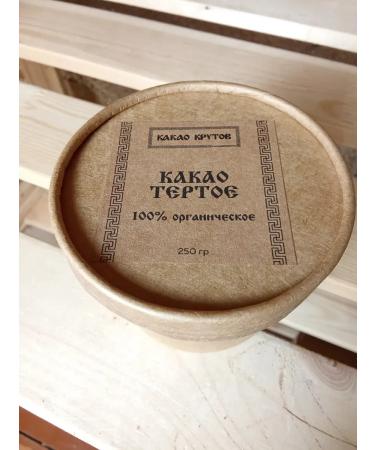 КАКАО КРУТОВ
КАКАО
ТЕРТОЕ
100% органическое
250 гр